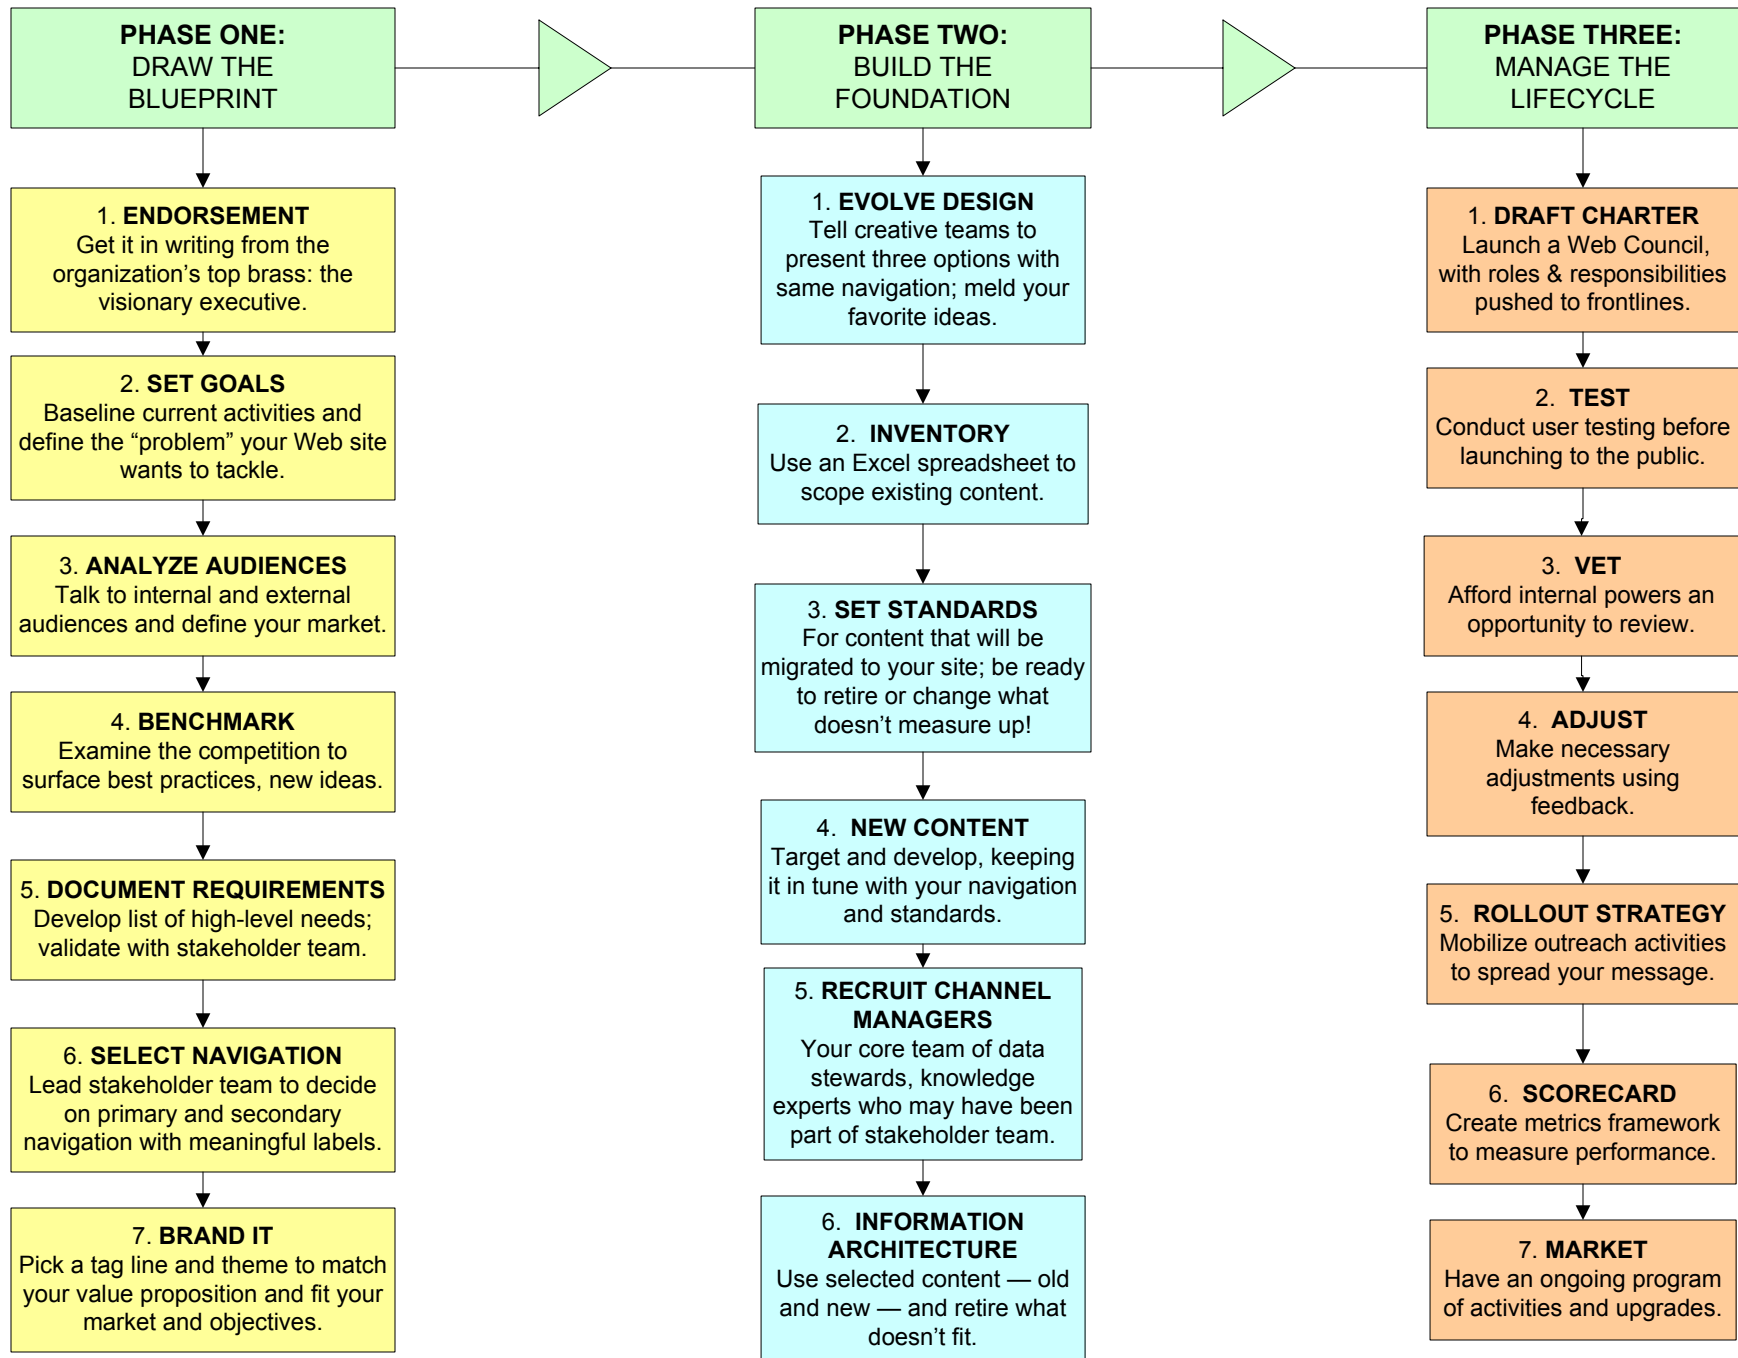 PHASE ONE:
DRAW THE
BLUEPRINT
1. ENDORSEMENT
Get it in writing from the
organization’s top brass: the
visionary executive.
2. SET GOALS
Baseline current activities and
define the “problem” your Web site
wants to tackle.
3. ANALYZE AUDIENCES
Talk to internal and external
audiences and define your market.
4. BENCHMARK
Examine the competition to
surface best practices, new ideas.
5. DOCUMENT REQUIREMENTS
Develop list of high-level needs;
validate with stakeholder team.
6. SELECT NAVIGATION
Lead stakeholder team to decide
on primary and secondary
navigation with meaningful labels.
7. BRAND IT
Pick a tag line and theme to match
your value proposition and fit your
market and objectives.
PHASE TWO:
BUILD THE
FOUNDATION
1. EVOLVE DESIGN
Tell creative teams to
present three options with
same navigation; meld your
favorite ideas.
2. INVENTORY
Use an Excel spreadsheet to
scope existing content.
3. SET STANDARDS
For content that will be
migrated to your site; be ready
to retire or change what
doesn’t measure up!
4. NEW CONTENT
Target and develop, keeping
it in tune with your navigation
and standards.
5. RECRUIT CHANNEL
MANAGERS
Your core team of data
stewards, knowledge
experts who may have been
part of stakeholder team.
6. INFORMATION
ARCHITECTURE
Use selected content — old
and new — and retire what
doesn’t fit.
PHASE THREE:
MANAGE THE
LIFECYCLE
1. DRAFT CHARTER
Launch a Web Council,
with roles & responsibilities
pushed to frontlines.
2. TEST
Conduct user testing before
launching to the public.
3. VET
Afford internal powers an
opportunity to review.
4. ADJUST
Make necessary
adjustments using
feedback.
5. ROLLOUT STRATEGY
Mobilize outreach activities
to spread your message.
6. SCORECARD
Create metrics framework
to measure performance.
7. MARKET
Have an ongoing program
of activities and upgrades.